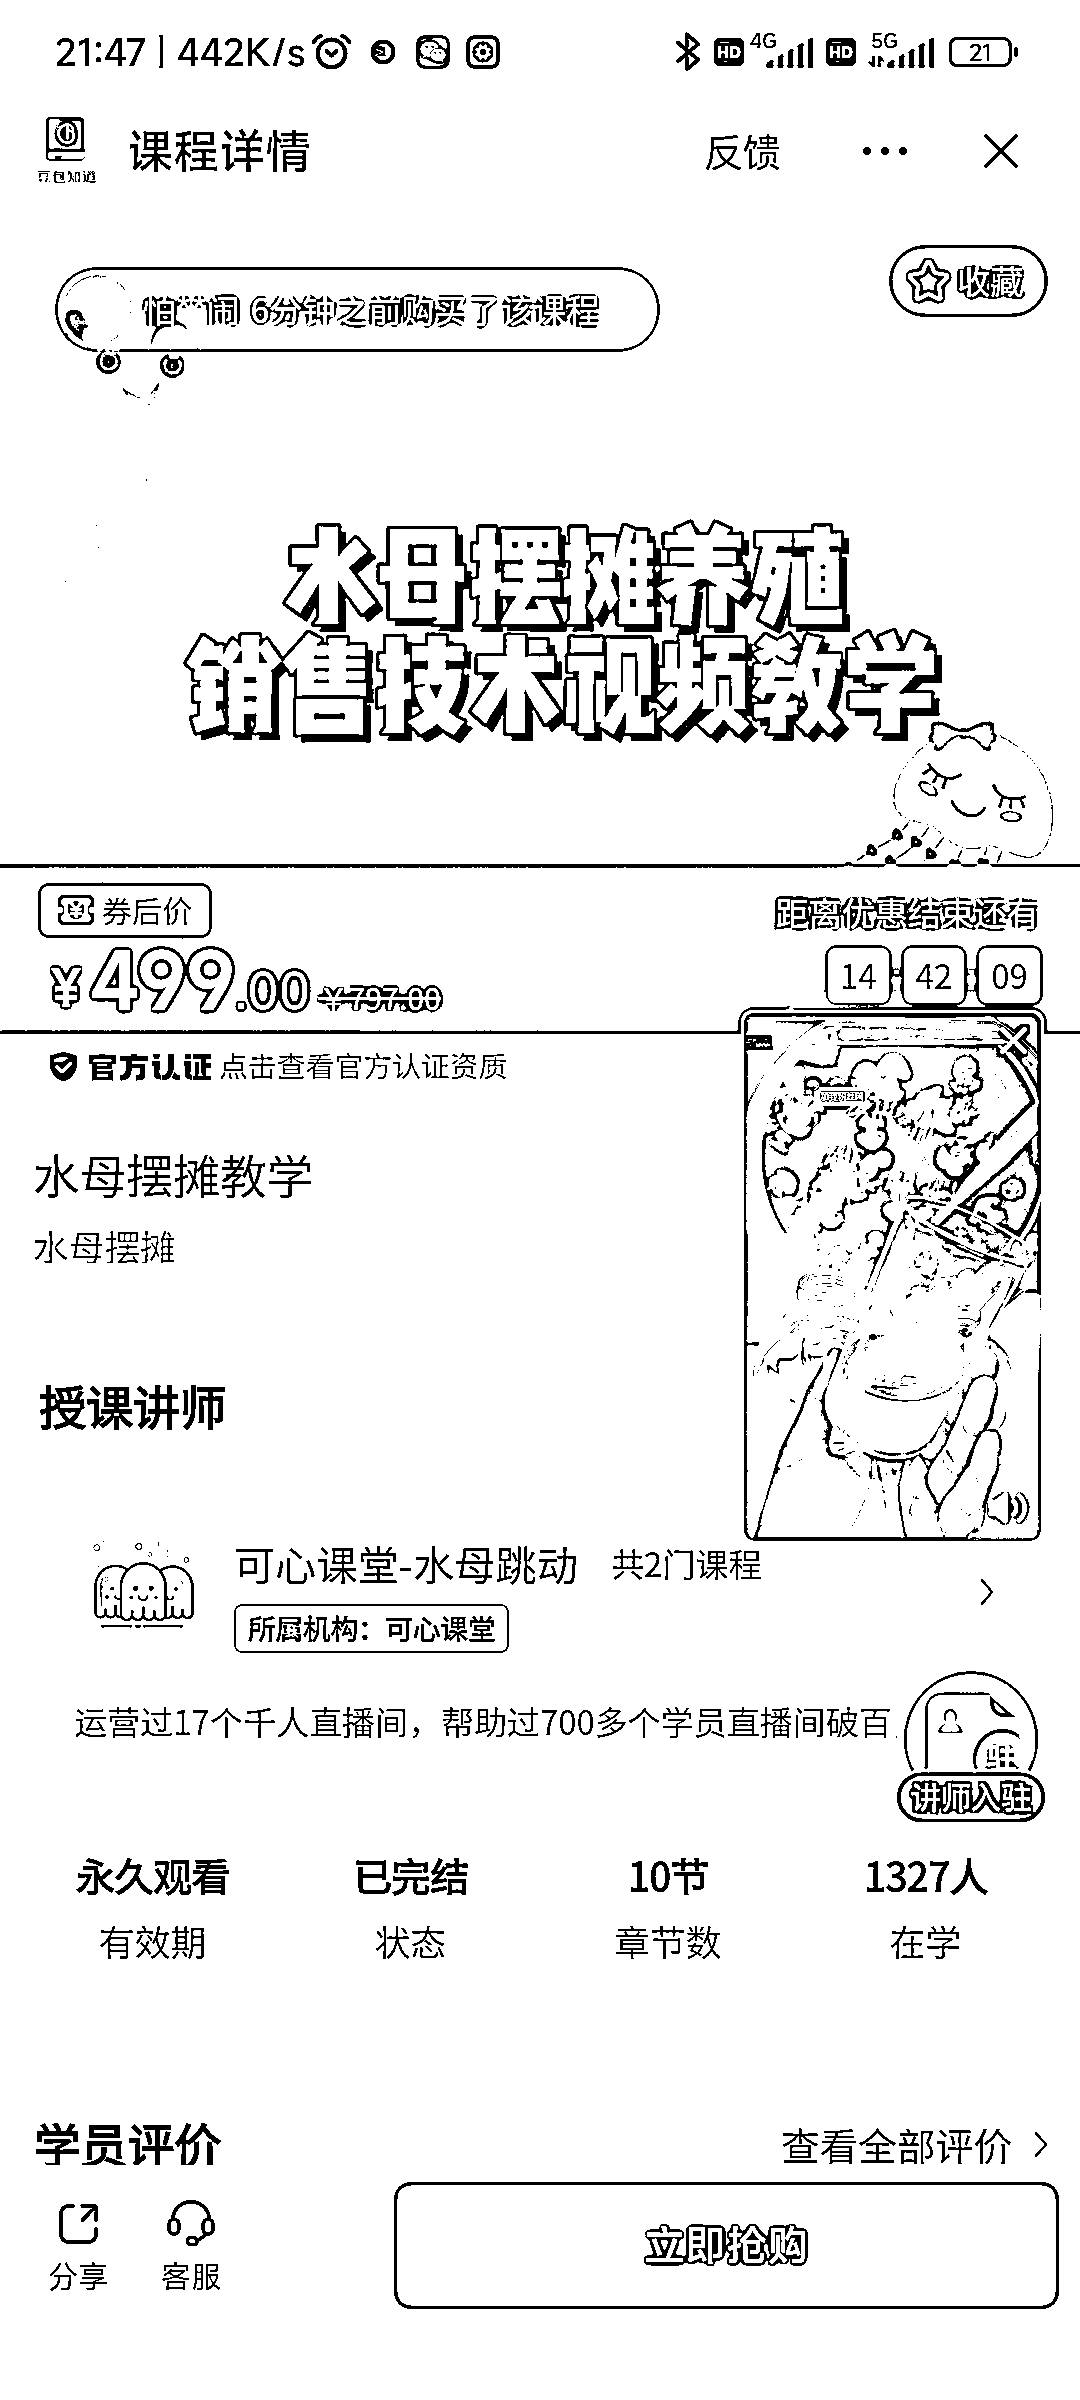 21:47 | 442K/s 4G 5G 21
豆包知道
课程详情 反馈
怕**闹 6分钟之前购买了该课程
收藏
水母摆摊养殖
銷售技术视频教学
券后价
距离优惠结束还有
¥499.00 ¥797.00
14:42:09
官方认证 点击查看官方认证资质
水母摆摊教学
水母摆摊
授课讲师
可心课堂-水母跳动 共2门课程
所属机构：可心课堂
运营过17个千人直播间，帮助过700多个学员直播间破百
讲师入驻
永久观看 已完结 10节 1327人
有效期 状态 章节数 在学
学员评价 查看全部评价
分享 客服 立即抢购